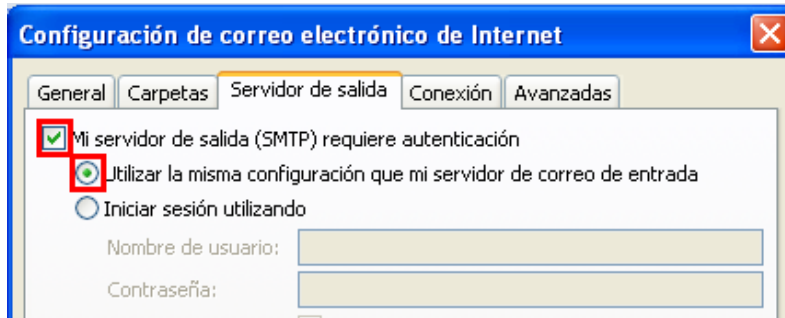 Configuración de correo electrónico de Internet
General Carpetas Servidor de salida Conexión Avanzadas
Mi servidor de salida (SMTP) requiere autenticación
Utilizar la misma configuración que mi servidor de correo de entrada
Iniciar sesión utilizando
Nombre de usuario:
Contraseña: